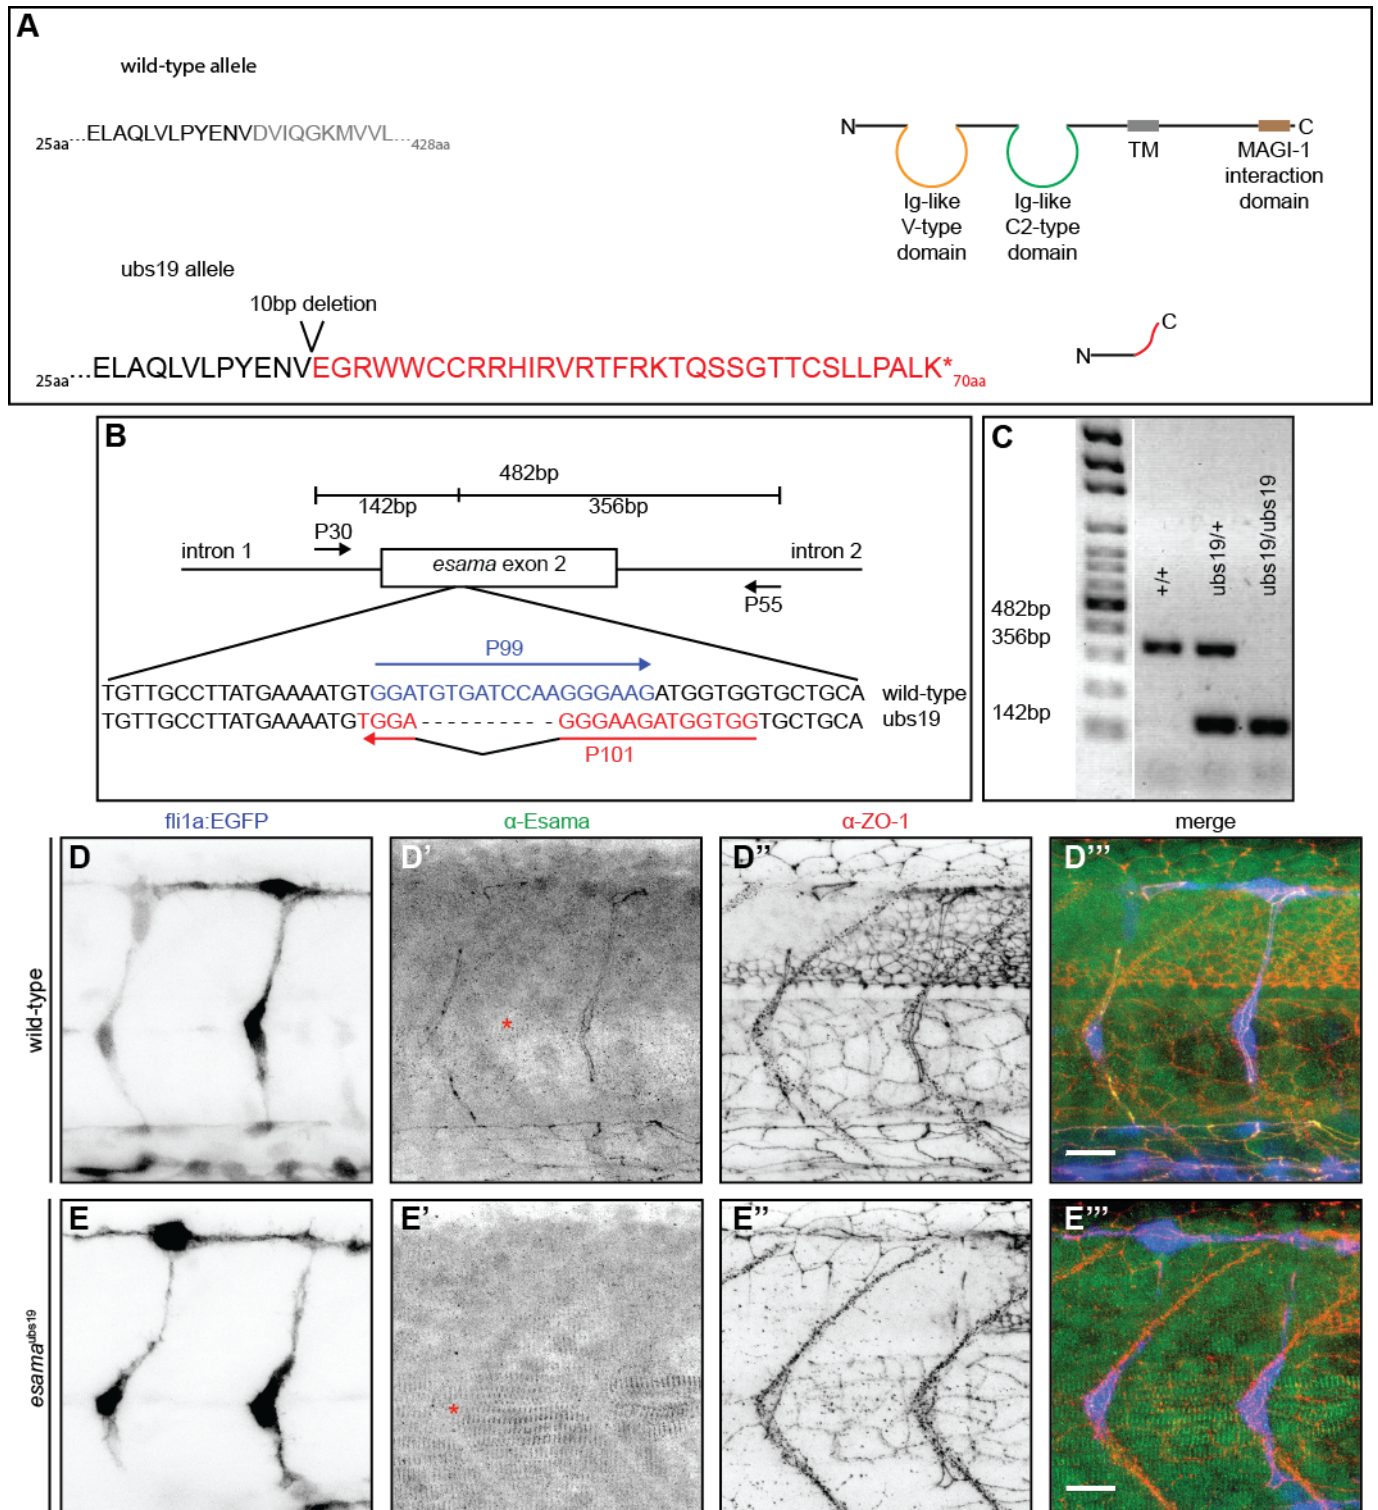 A
wild-type allele
25aa...ELAQLVLPYENVDVIQGKMVVL...428aa
N
C
TM
MAGI-1
interaction
domain
Ig-like
V-type
domain
Ig-like
C2-type
domain
ubs19 allele
10bp deletion
25aa...ELAQLVLPYENVEGRWWCCRRHIRVRTFRKTQSSGTTCSLLPALK*70aa
N
C
B
482bp
142bp
356bp
P30
intron 1
esama exon 2
intron 2
P55
P99
TGTTGCCTTATGAAAATGTGGATGTGATCCAAGGGAAGATGGTGGTGCTGCA wild-type
TGTTGCCTTATGAAAATGTGGA----------GGGAAGATGGTGGTGCTGCA ubs19
P101
C
+/+
ubs19/+
ubs19/ubs19
482bp
356bp
142bp
fli1a:EGFP
α-Esama
α-ZO-1
merge
wild-type
D
D’
*
D’’
D’’’
esama ubs19
E
E’
*
E’’
E’’’